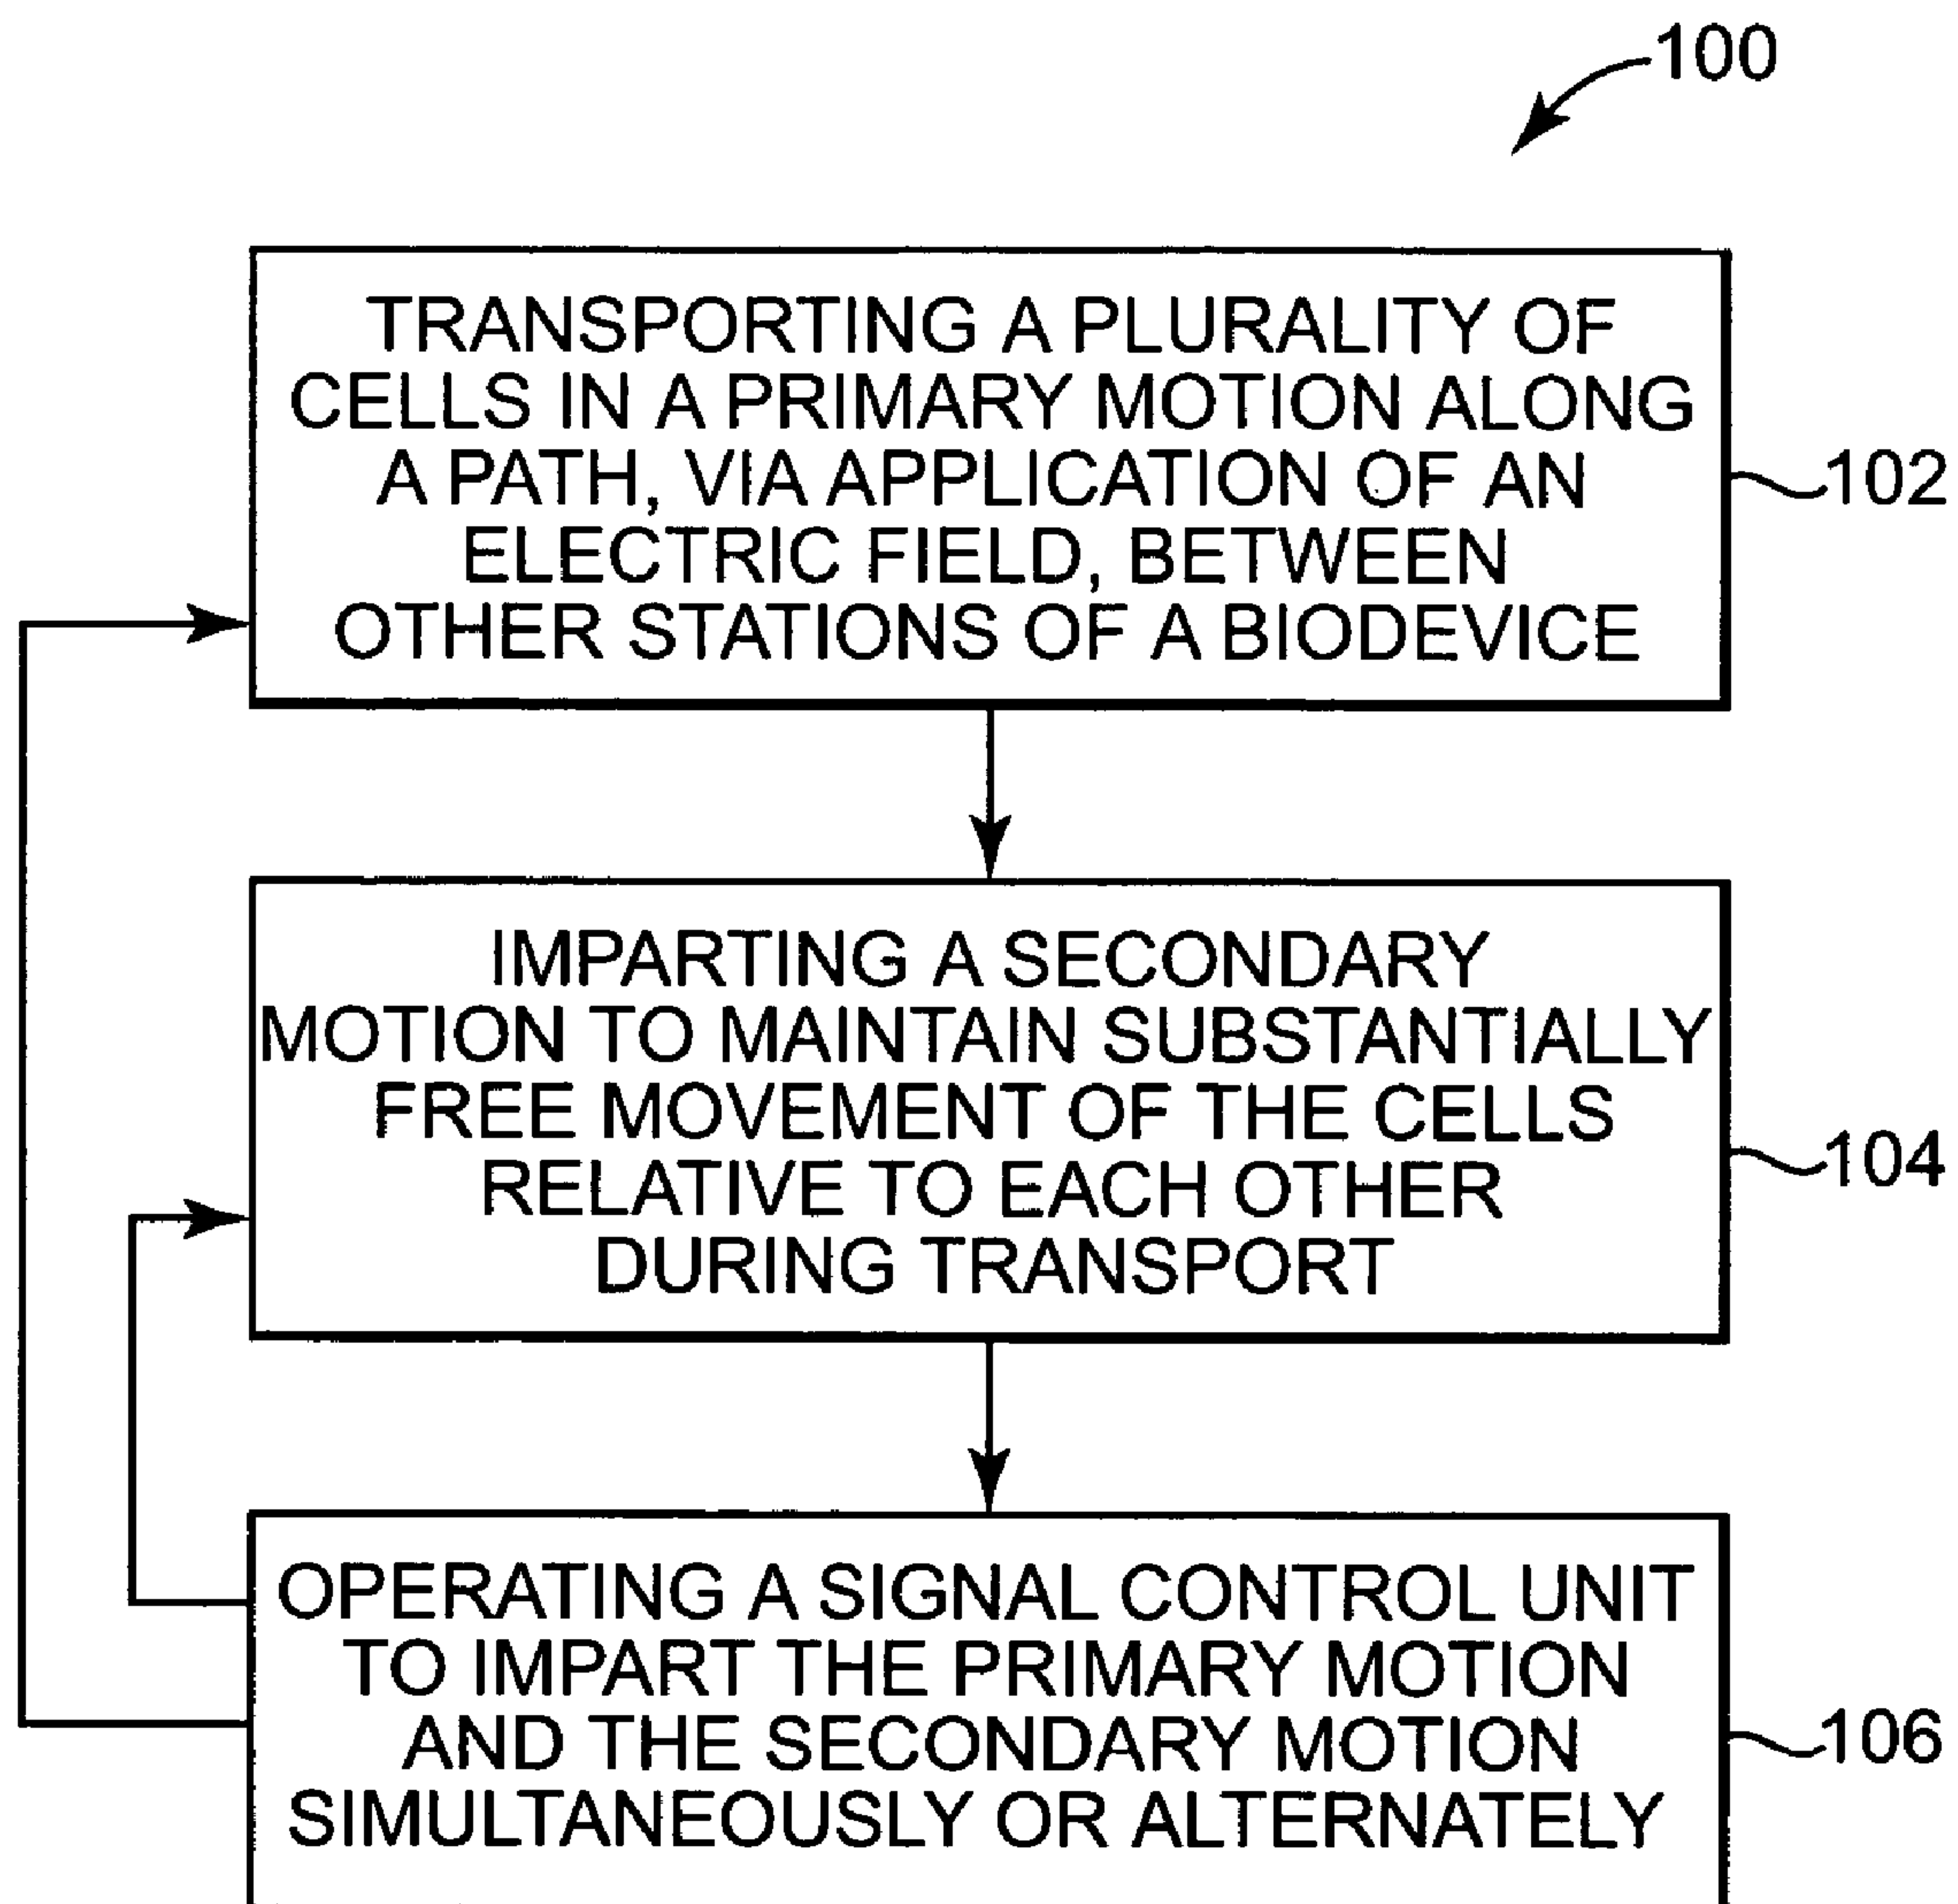 100
TRANSPORTING A PLURALITY OF
CELLS IN A PRIMARY MOTION ALONG
A PATH, VIA APPLICATION OF AN
ELECTRIC FIELD, BETWEEN
OTHER STATIONS OF A BIODEVICE
102
IMPARTING A SECONDARY
MOTION TO MAINTAIN SUBSTANTIALLY
FREE MOVEMENT OF THE CELLS
RELATIVE TO EACH OTHER
DURING TRANSPORT
104
OPERATING A SIGNAL CONTROL UNIT
TO IMPART THE PRIMARY MOTION
AND THE SECONDARY MOTION
SIMULTANEOUSLY OR ALTERNATELY
106